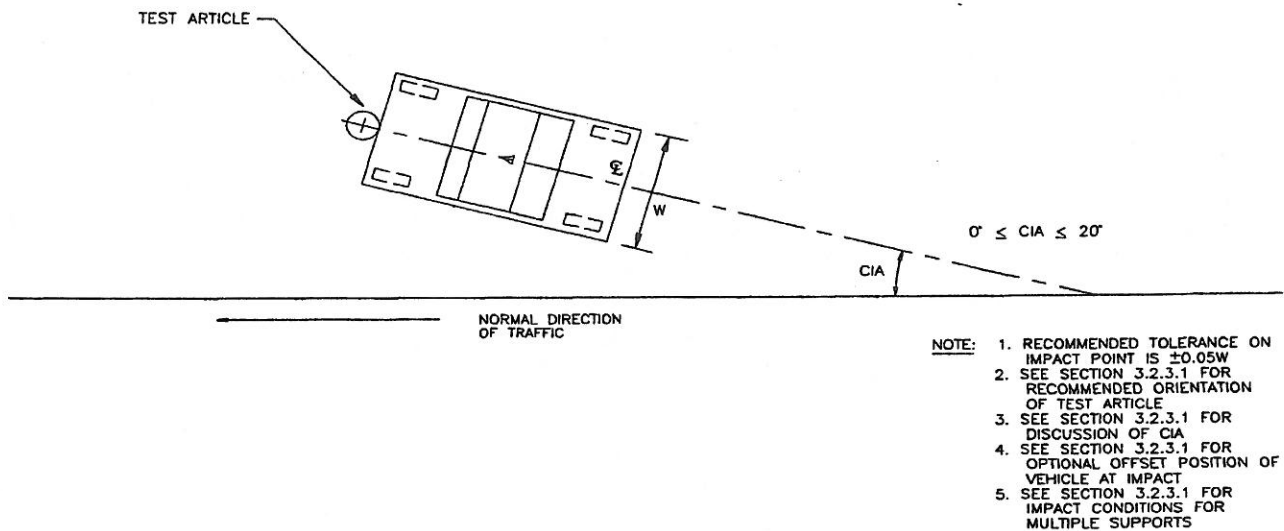 TEST ARTICLE
℄
W
0° ≤ CIA ≤ 20°
CIA
NORMAL DIRECTION
OF TRAFFIC
NOTE: 1. RECOMMENDED TOLERANCE ON
IMPACT POINT IS ±0.05W
2. SEE SECTION 3.2.3.1 FOR
RECOMMENDED ORIENTATION
OF TEST ARTICLE
3. SEE SECTION 3.2.3.1 FOR
DISCUSSION OF CIA
4. SEE SECTION 3.2.3.1 FOR
OPTIONAL OFFSET POSITION OF
VEHICLE AT IMPACT
5. SEE SECTION 3.2.3.1 FOR
IMPACT CONDITIONS FOR
MULTIPLE SUPPORTS